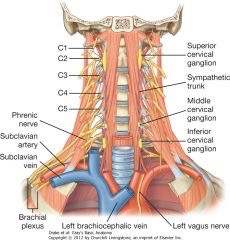 C1
C2
C3
C4
C5
Phrenic
nerve
Subclavian
artery
Subclavian
vein
Brachial
plexus
Left brachiocephalic vein
Superior
cervical
ganglion
Sympathetic
trunk
Middle
cervical
ganglion
Inferior
cervical
ganglion
Left vagus nerve
Drake et al: Gray's Basic Anatomy
Copyright © 2012 by Churchill Livingstone, an imprint of Elsevier Inc.